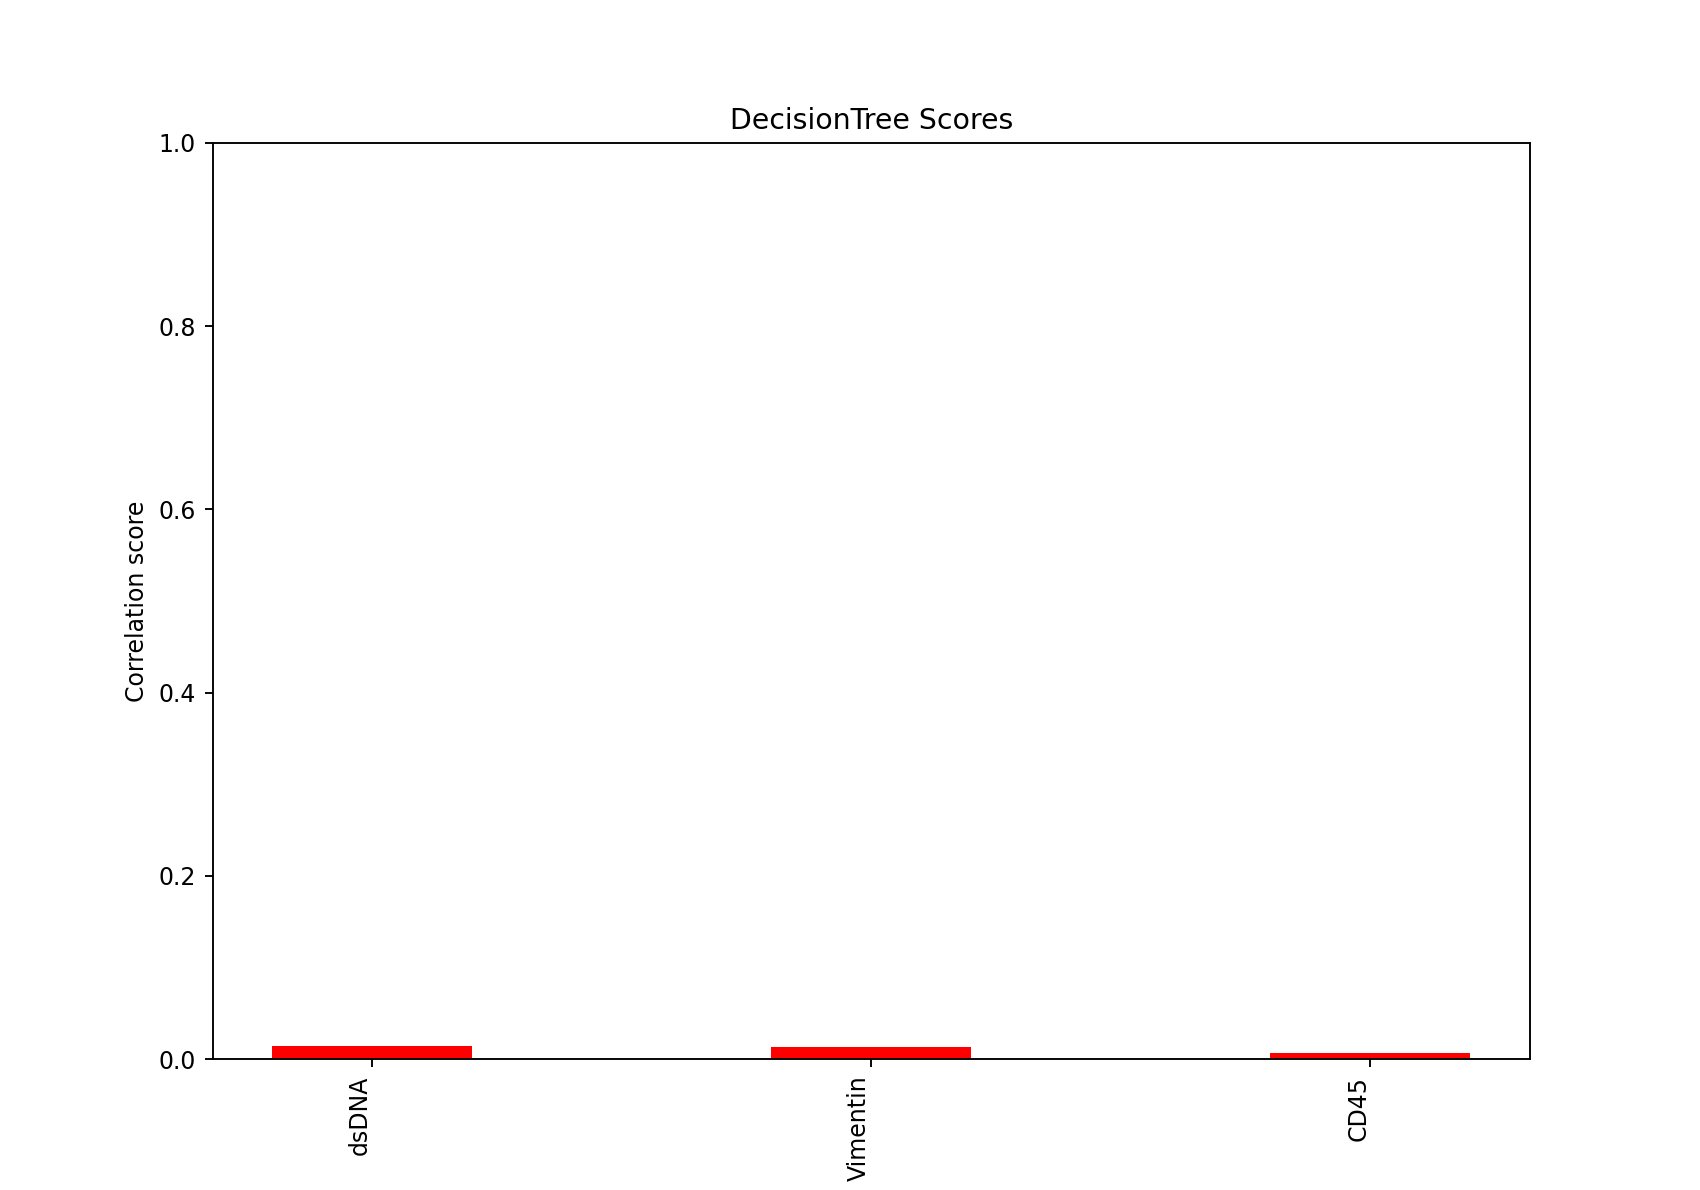 DecisionTree Scores
1.0
0.8
0.6
0.4
0.2
0.0
Correlation score
dsDNA
Vimentin
CD45